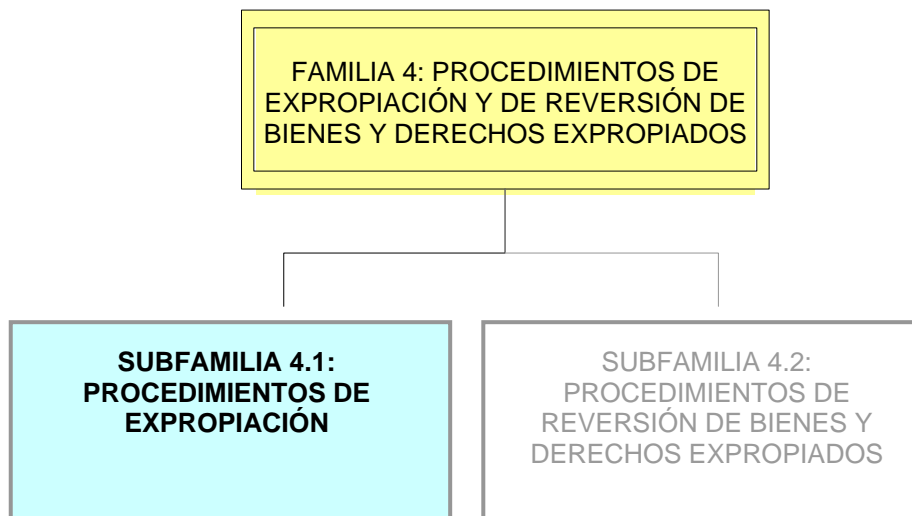 FAMILIA 4: PROCEDIMIENTOS DE
EXPROPIACIÓN Y DE REVERSIÓN DE
BIENES Y DERECHOS EXPROPIADOS
SUBFAMILIA 4.1:
PROCEDIMIENTOS DE
EXPROPIACIÓN
SUBFAMILIA 4.2:
PROCEDIMIENTOS DE
REVERSIÓN DE BIENES Y
DERECHOS EXPROPIADOS